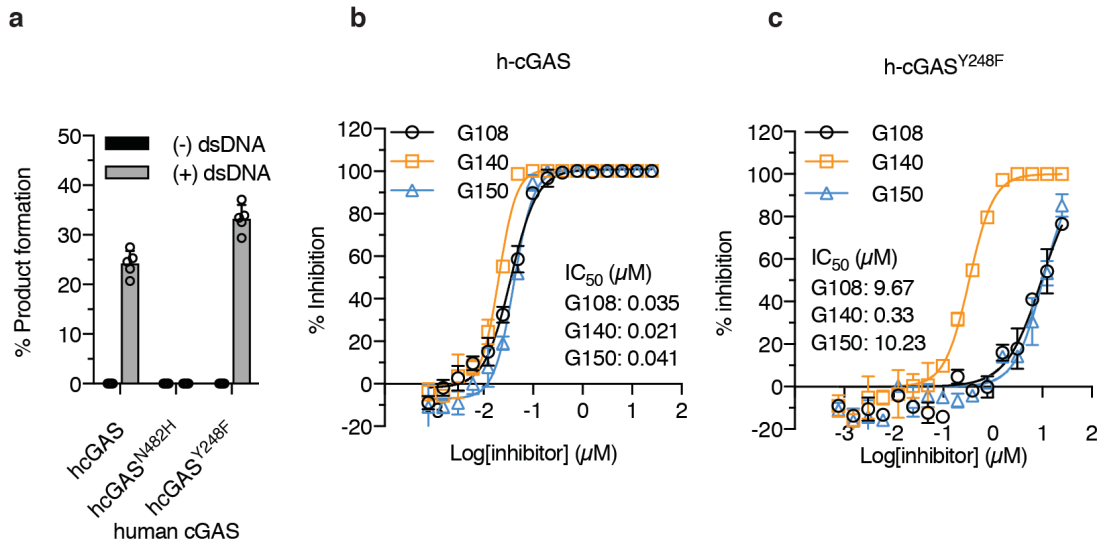 a
50
40
30
20
10
0
% Product formation
(-) dsDNA
(+) dsDNA
hcGAS
hcGAS^N482H
hcGAS^Y248F
human cGAS
b
h-cGAS
120
100
80
60
40
20
0
-20
% Inhibition
G108
G140
G150
IC50 (µM)
G108: 0.035
G140: 0.021
G150: 0.041
-2
-1
0
1
2
Log[inhibitor] (µM)
c
h-cGAS^Y248F
120
100
80
60
40
20
0
-20
% inhibition
G108
G140
G150
IC50 (µM)
G108: 9.67
G140: 0.33
G150: 10.23
-3
-2
-1
0
1
2
Log[inhibitor] (µM)